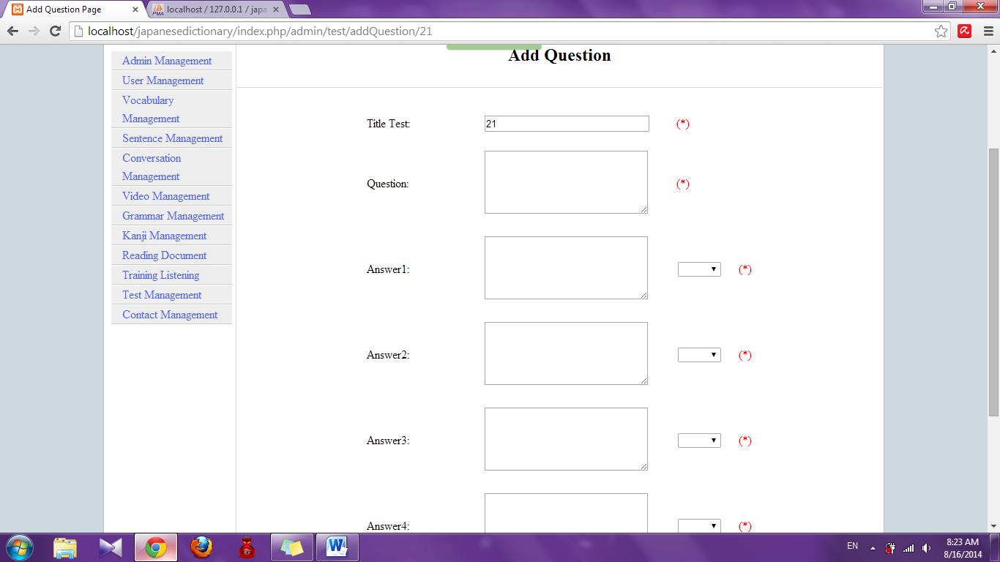 Add Question Page
localhost / 127.0.0.1 / japa
localhost/japanesedictionary/index.php/admin/test/addQuestion/21
Add Question
Admin Management
User Management
Vocabulary
Management
Sentence Management
Conversation
Management
Video Management
Grammar Management
Kanji Management
Reading Document
Training Listening
Test Management
Contact Management
Title Test: 21 (*)
Question: (*)
Answer1: (*)
Answer2: (*)
Answer3: (*)
Answer4: (*)
EN
8:23 AM
8/16/2014